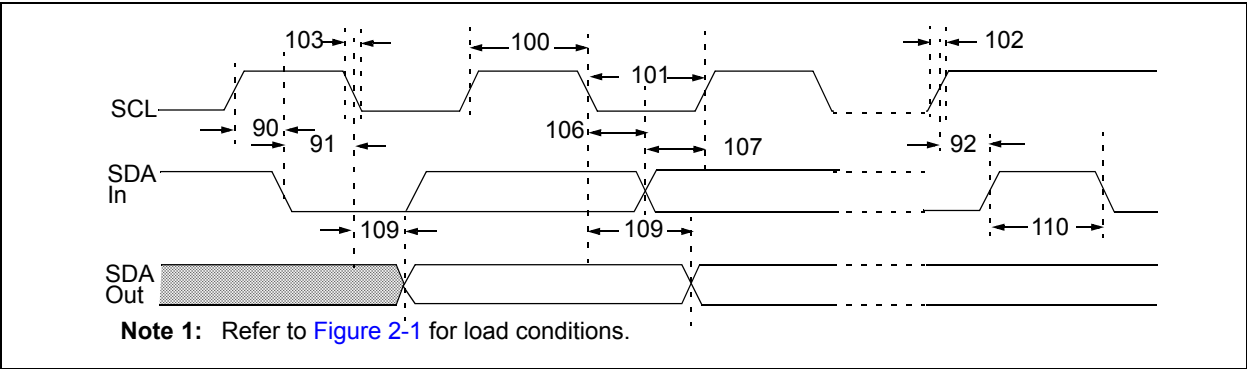 103
100
102
101
SCL
90
91
106
107
92
SDA
In
109
109
110
SDA
Out
Note 1: Refer to Figure 2-1 for load conditions.